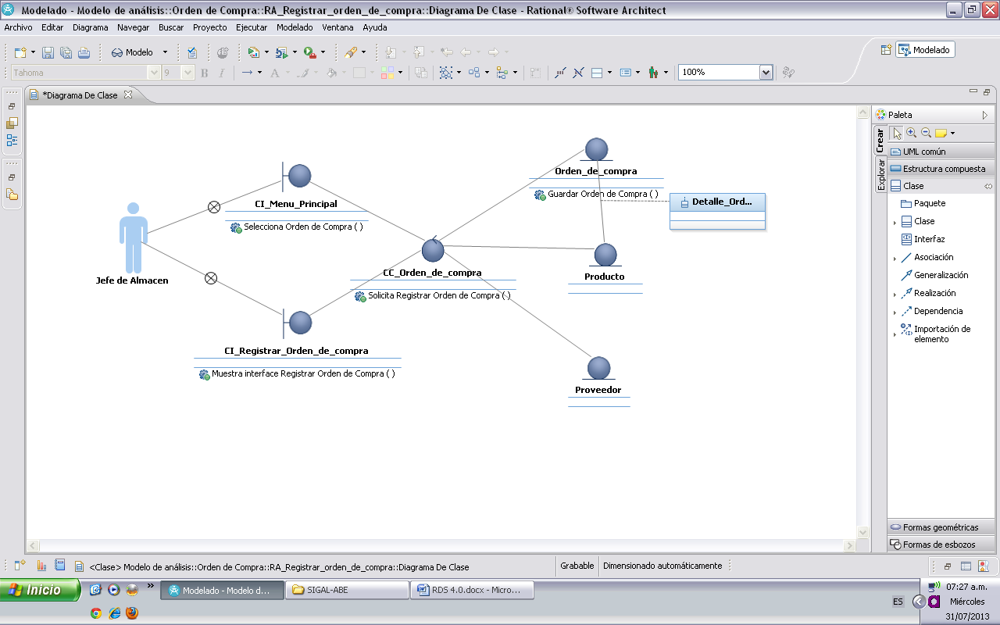 Modelado - Modelo de análisis::Orden de Compra::RA_Registrar_orden_de_compra::Diagrama De Clase - Rational® Software Architect
Archivo Editar Diagrama Navegar Buscar Proyecto Ejecutar Modelado Ventana Ayuda
Modelo
Modelado
Tahoma 9 B I A 100%
*Diagrama De Clase
Paleta
Crear
Explorar
UML común
Estructura compuesta
Clase
Paquete
Clase
Interfaz
Asociación
Generalización
Realización
Dependencia
Importación de
elemento
Formas geométricas
Formas de esbozos
Orden_de_compra
Guardar Orden de Compra ( )
Detalle_Ord...
CI_Menu_Principal
Selecciona Orden de Compra ( )
Jefe de Almacen
CC_Orden_de_compra
Solicita Registrar Orden de Compra ( )
Producto
CI_Registrar_Orden_de_compra
Muestra interface Registrar Orden de Compra ( )
Proveedor
<Clase> Modelo de análisis::Orden de Compra::RA_Registrar_orden_de_compra::Diagrama De Clase
Grabable
Dimensionado automáticamente
Inicio
Modelado - Modelo d...
SIGAL-ABE
RDS 4.0.docx - Micro...
ES
07:27 a.m.
Miércoles
31/07/2013